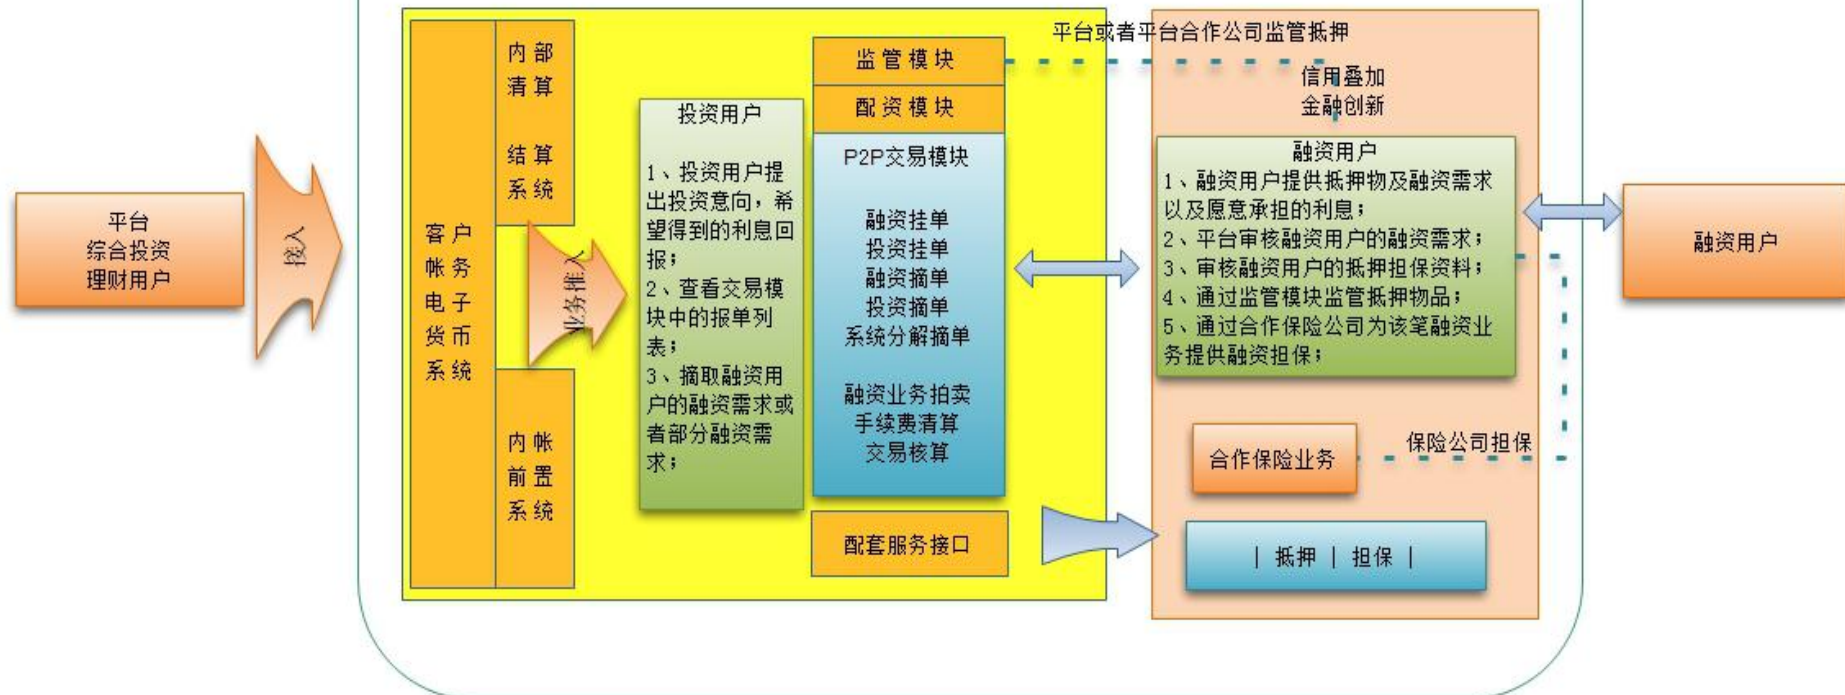 平台
综合投资
理财用户
接入
客户
帐务
电子
货币
系统
内部
清算
结算
系统
内帐
前置
系统
业务推入
投资用户
1、投资用户提
出投资意向，希
望得到的利息回
报；
2、查看交易模
块中的报单列
表；
3、摘取融资用
户的融资需求或
者部分融资需
求；
监管模块
配资模块
P2P交易模块
融资挂单
投资挂单
融资摘单
投资摘单
系统分解摘单
融资业务拍卖
手续费清算
交易核算
配套服务接口
平台或者平台合作公司监管抵押
信用叠加
金融创新
融资用户
1、融资用户提供抵押物及融资需求
以及愿意承担的利息；
2、平台审核融资用户的融资需求；
3、审核融资用户的抵押担保资料；
4、通过监管模块监管抵押物品；
5、通过合作保险公司为该笔融资业
务提供融资担保；
合作保险业务
保险公司担保
| 抵押 | 担保 |
融资用户